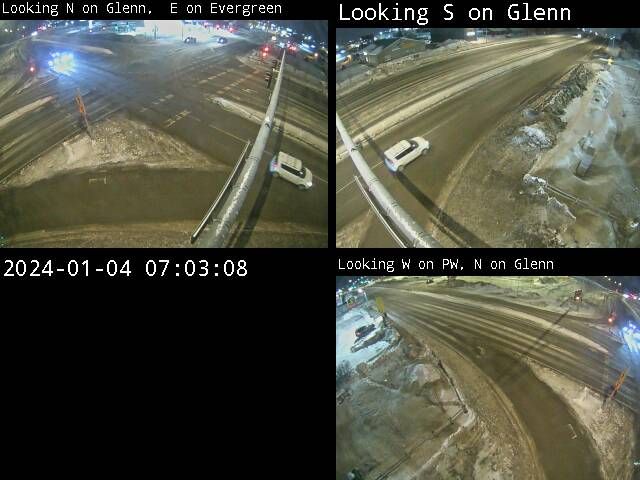 Looking N on Glenn, E on Evergreen
Looking S on Glenn
2024-01-04 07:03:08
Looking W on PW, N on Glenn